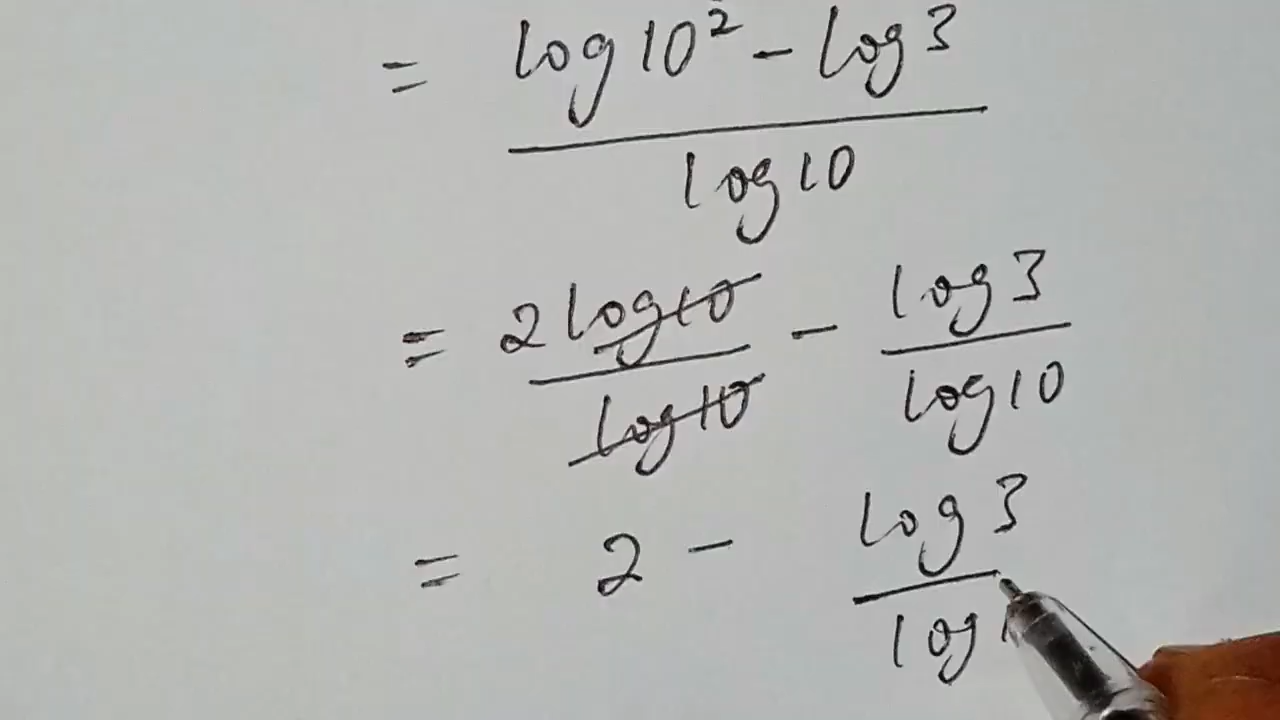 = log 10² - log 3
log 10
= 2 log 10 - log 3
log 10 log 10
= 2 - log 3
log